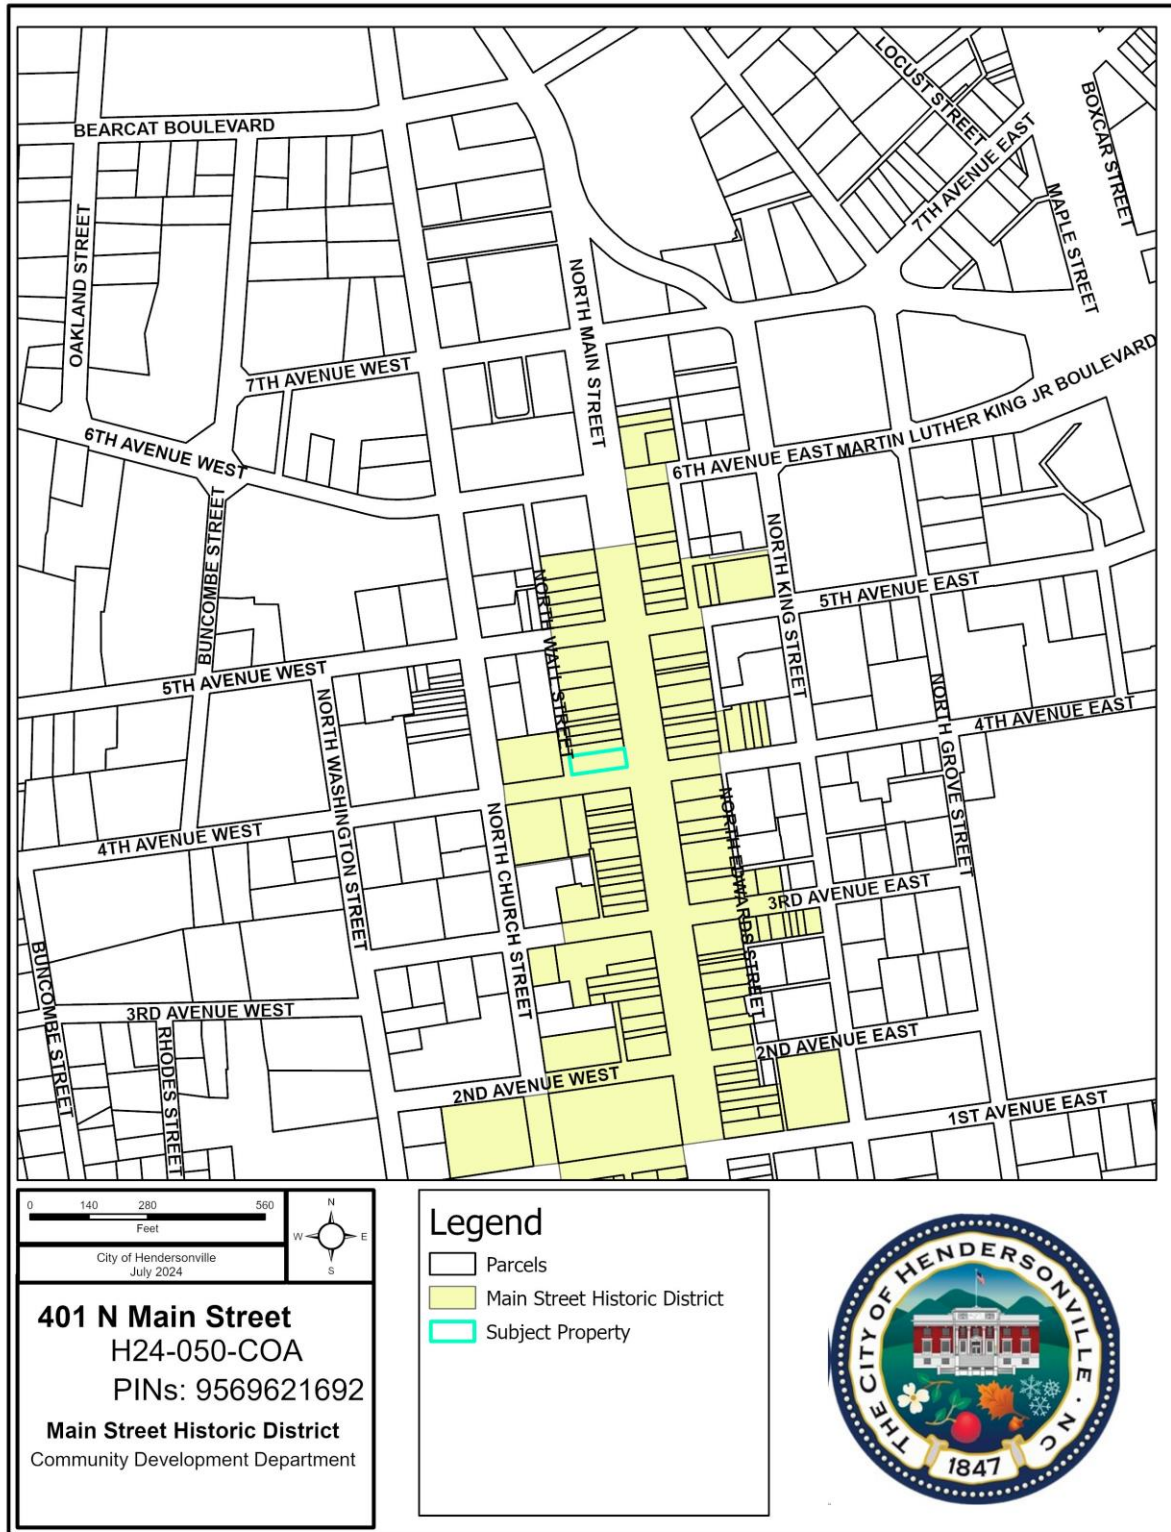 LOCUST STREET
BOXCAR STREET
BEARCAT BOULEVARD
7TH AVENUE EAST
MAPLE STREET
OAKLAND STREET
NORTH MAIN STREET
7TH AVENUE WEST
MARTIN LUTHER KING JR BOULEVARD
6TH AVENUE WEST
6TH AVENUE EAST
BUNCOMBE STREET
NORTH WALL STREET
NORTH KING STREET
5TH AVENUE EAST
5TH AVENUE WEST
NORTH WASHINGTON STREET
NORTH GROVE STREET
4TH AVENUE EAST
4TH AVENUE WEST
NORTH CHURCH STREET
NORTH EDWARDS STREET
3RD AVENUE EAST
BUNCOMBE STREET
3RD AVENUE WEST
RHODES STREET
2ND AVENUE EAST
2ND AVENUE WEST
1ST AVENUE EAST
0 140 280 560
Feet
City of Hendersonville
July 2024
N
W E
S
401 N Main Street
H24-050-COA
PINs: 9569621692
Main Street Historic District
Community Development Department
Legend
Parcels
Main Street Historic District
Subject Property
THE CITY OF HENDERSONVILLE · NC
1847